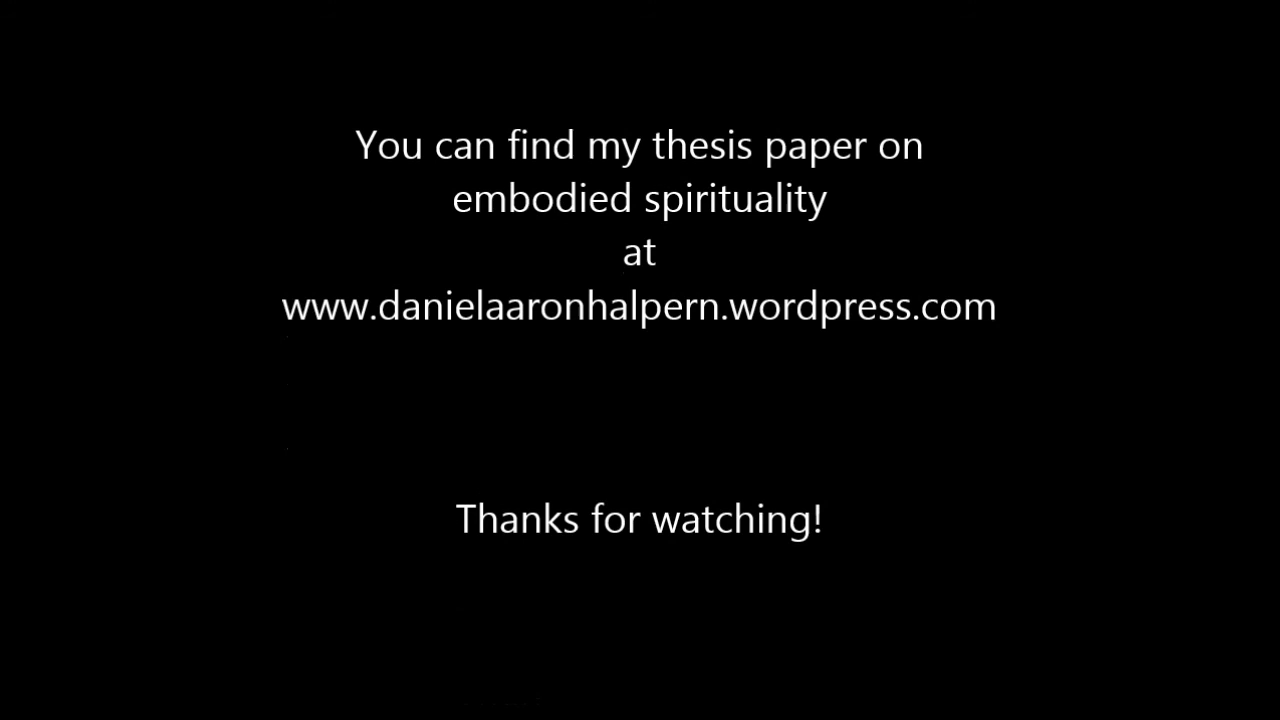 You can find my thesis paper on
embodied spirituality
at
www.danielaaronhalpern.wordpress.com
Thanks for watching!